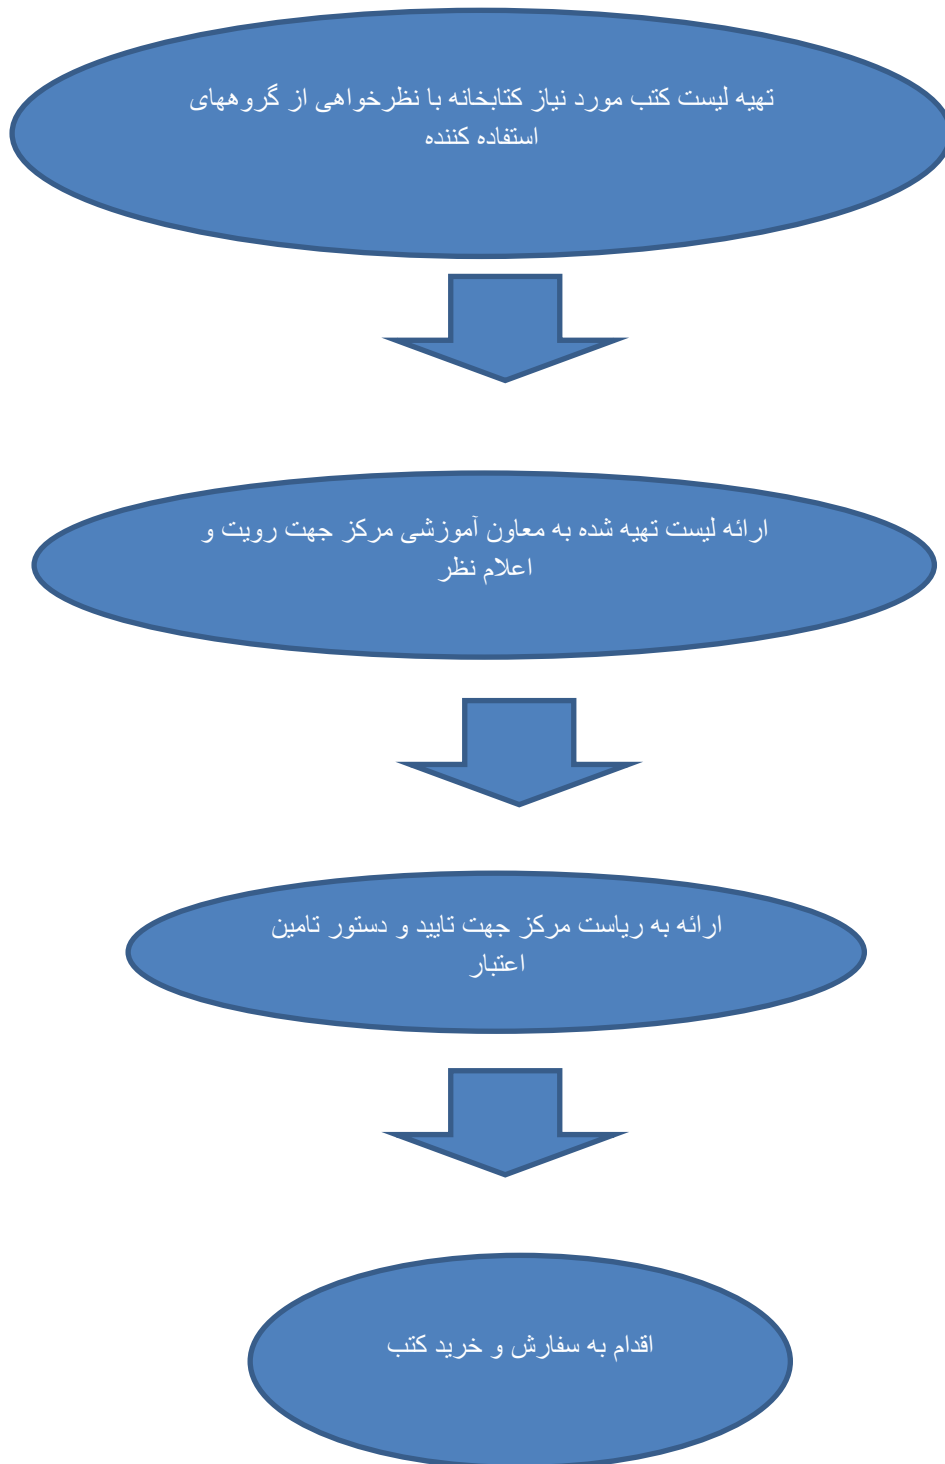 تهیه لیست کتب مورد نیاز کتابخانه با نظرخواهی از گروههای
استفاده کننده
ارائه لیست تهیه شده به معاون آموزشی مرکز جهت رویت و
اعلام نظر
ارائه به ریاست مرکز جهت تایید و دستور تامین
اعتبار
اقدام به سفارش و خرید کتب